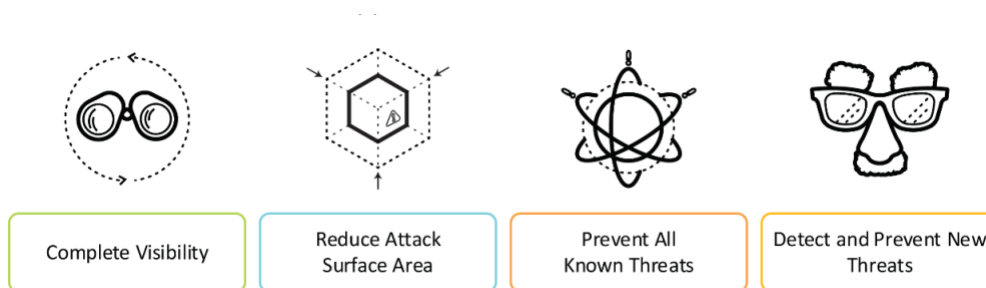 Complete Visibility
Reduce Attack
Surface Area
Prevent All
Known Threats
Detect and Prevent New
Threats